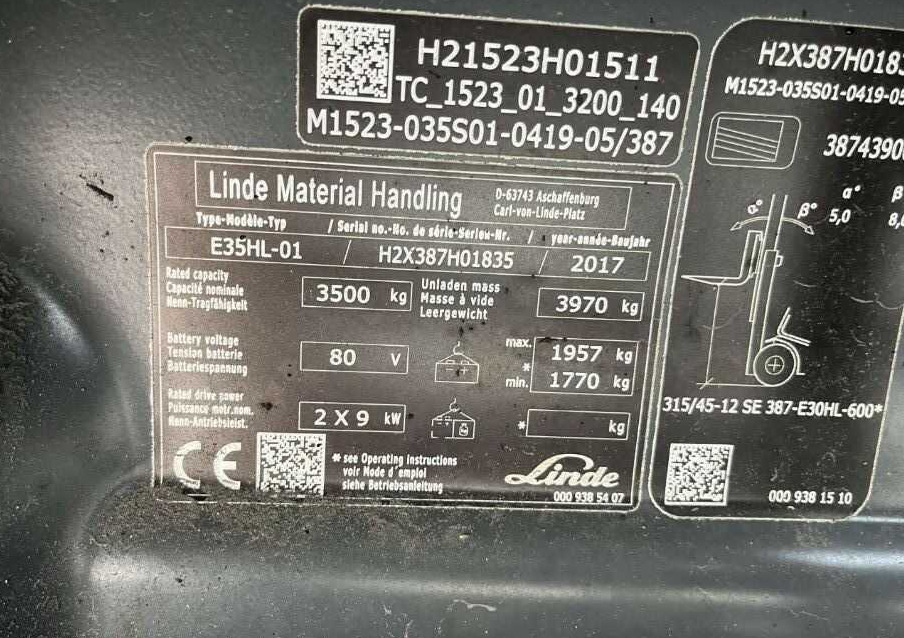 H21523H01511
TC_1523_01_3200_140
M1523-035S01-0419-05/387
Linde Material Handling
D-63743 Aschaffenburg
Carl-von-Linde-Platz
Type-Modèle-Typ / Serial no.-No. de série-Serien-Nr. / year-année-Baujahr
E35HL-01 / H2X387H01835 / 2017
Rated capacity
Capacité nominale
Nenn-Tragfähigkeit
3500 kg
Unladen mass
Masse à vide
Leergewicht
3970 kg
Battery voltage
Tension batterie
Batteriespannung
80 V
max. 1957 kg
*
min. 1770 kg
Rated drive power
Puissance motr.nom.
Nenn-Antriebsleist.
2 X 9 kW
* kg
CE
* see Operating instructions
voir Mode d'emploi
siehe Betriebsanleitung
Linde
000 938 54 07
H2X387H0183
M1523-035S01-0419-05
3874390
α° β
α° β° 5,0 8,
315/45-12 SE 387-E30HL-600*
000 938 15 10